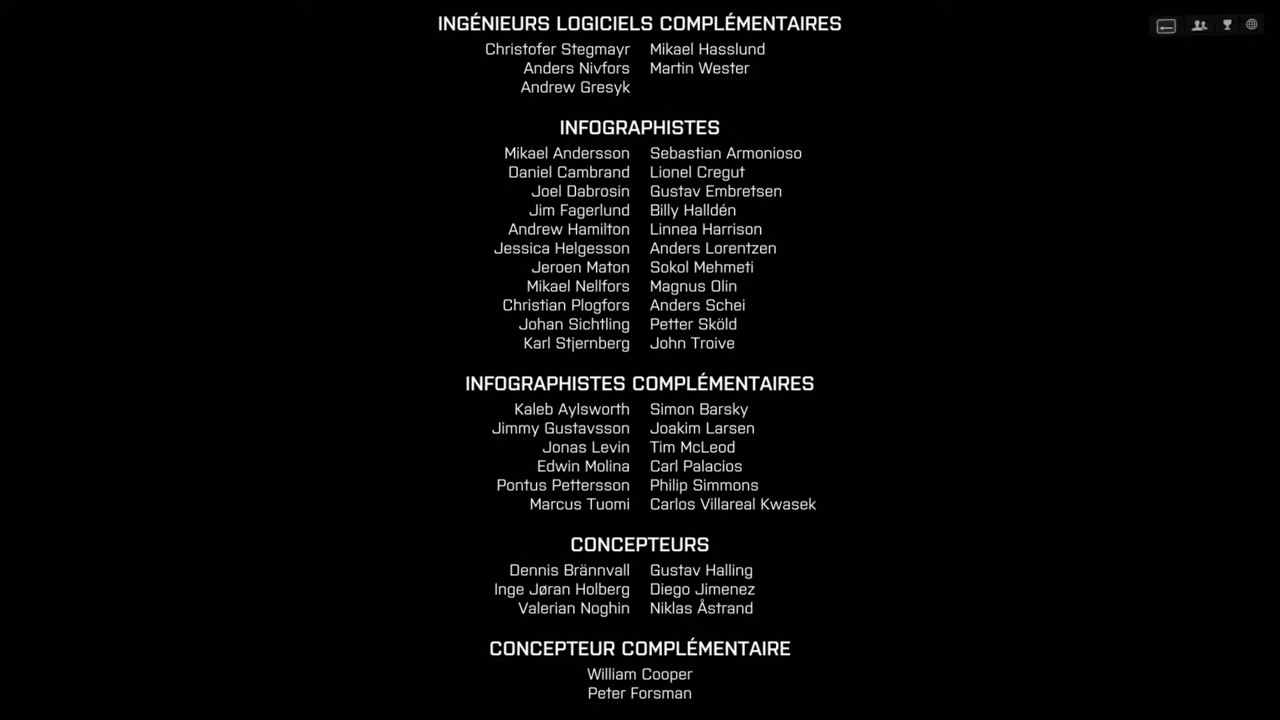 INGÉNIEURS LOGICIELS COMPLÉMENTAIRES
Christofer Stegmayr Mikael Hasslund
Anders Nivfors Martin Wester
Andrew Gresyk
INFOGRAPHISTES
Mikael Andersson Sebastian Armonioso
Daniel Cambrand Lionel Cregut
Joel Dabrosin Gustav Embretsen
Jim Fagerlund Billy Halldén
Andrew Hamilton Linnea Harrison
Jessica Helgesson Anders Lorentzen
Jeroen Maton Sokol Mehmeti
Mikael Nellfors Magnus Olin
Christian Plogfors Anders Schei
Johan Sichtling Petter Sköld
Karl Stjernberg John Troive
INFOGRAPHISTES COMPLÉMENTAIRES
Kaleb Aylsworth Simon Barsky
Jimmy Gustavsson Joakim Larsen
Jonas Levin Tim McLeod
Edwin Molina Carl Palacios
Pontus Pettersson Philip Simmons
Marcus Tuomi Carlos Villareal Kwasek
CONCEPTEURS
Dennis Brännvall Gustav Halling
Inge Jøran Holberg Diego Jimenez
Valerian Noghin Niklas Åstrand
CONCEPTEUR COMPLÉMENTAIRE
William Cooper
Peter Forsman